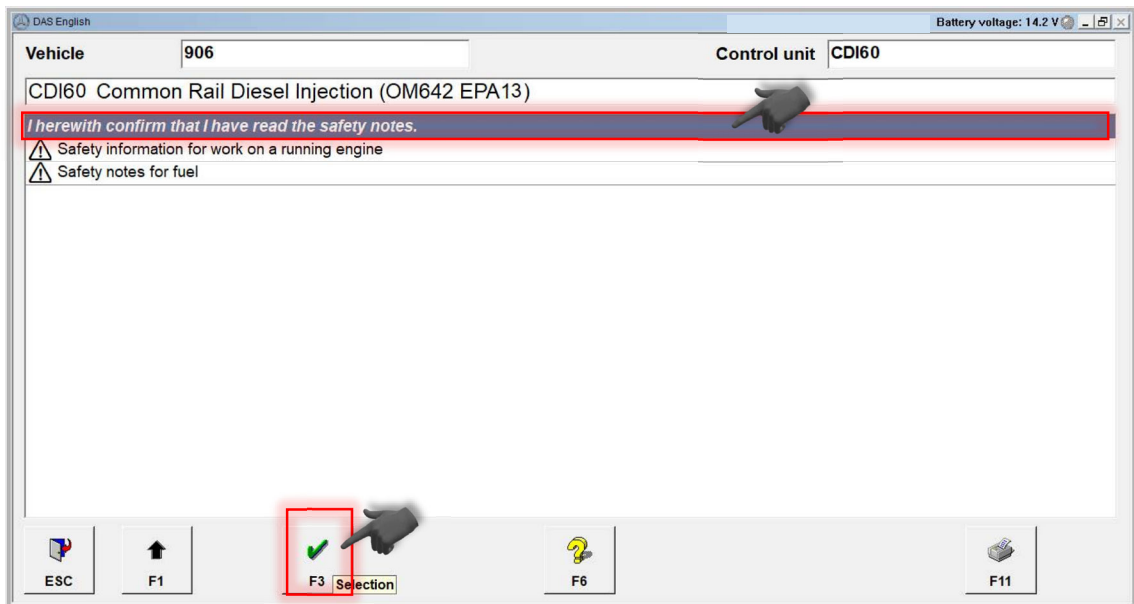 DAS English
Battery voltage: 14.2 V
Vehicle 906 Control unit CDI60
CDI60 Common Rail Diesel Injection (OM642 EPA13)
I herewith confirm that I have read the safety notes.
Safety information for work on a running engine
Safety notes for fuel
ESC F1 F3 Selection F6 F11